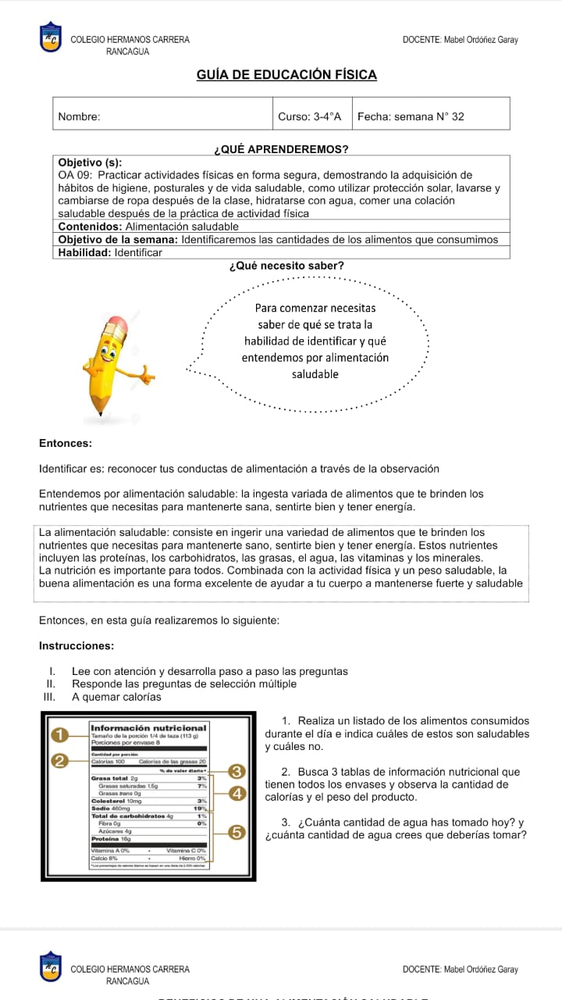 COLEGIO HERMANOS CARRERA
RANCAGUA
DOCENTE: Mabel Ordóñez Garay
GUÍA DE EDUCACIÓN FÍSICA
Nombre:
Curso: 3-4°A
Fecha: semana N° 32
¿QUÉ APRENDEREMOS?
Objetivo (s):
OA 09: Practicar actividades físicas en forma segura, demostrando la adquisición de
hábitos de higiene, posturales y de vida saludable, como utilizar protección solar, lavarse y
cambiarse de ropa después de la clase, hidratarse con agua, comer una colación
saludable después de la práctica de actividad física
Contenidos: Alimentación saludable
Objetivo de la semana: Identificaremos las cantidades de los alimentos que consumimos
Habilidad: Identificar
¿Qué necesito saber?
Para comenzar necesitas
saber de qué se trata la
habilidad de identificar y qué
entendemos por alimentación
saludable
Entonces:
Identificar es: reconocer tus conductas de alimentación a través de la observación
Entendemos por alimentación saludable: la ingesta variada de alimentos que te brinden los
nutrientes que necesitas para mantenerte sana, sentirte bien y tener energía.
La alimentación saludable: consiste en ingerir una variedad de alimentos que te brinden los
nutrientes que necesitas para mantenerte sano, sentirte bien y tener energía. Estos nutrientes
incluyen las proteínas, los carbohidratos, las grasas, el agua, las vitaminas y los minerales.
La nutrición es importante para todos. Combinada con la actividad física y un peso saludable, la
buena alimentación es una forma excelente de ayudar a tu cuerpo a mantenerse fuerte y saludable
Entonces, en esta guía realizaremos lo siguiente:
Instrucciones:
I. Lee con atención y desarrolla paso a paso las preguntas
II. Responde las preguntas de selección múltiple
III. A quemar calorías
1
2
3
4
5
Información nutricional
Tamaño de la porción 1/4 de taza (113 g)
Porciones por envase 8
Cantidad por porción
Calorías 100 Calorías de las grasas 20
% de valor diario*
Grasa total 2g 3%
Grasas saturadas 1.5g 7%
Grasas trans 0g
Colesterol 10mg 3%
Sodio 460mg 19%
Total de carbohidratos 4g 1%
Fibra 0g 0%
Azúcares 4g
Proteína 16g
Vitamina A 0% • Vitamina C 0%
Calcio 8% • Hierro 0%
*Los porcentajes de valores diarios se basan en una dieta de 2.000 calorías
1. Realiza un listado de los alimentos consumidos
durante el día e indica cuáles de estos son saludables
y cuáles no.
2. Busca 3 tablas de información nutricional que
tienen todos los envases y observa la cantidad de
calorías y el peso del producto.
3. ¿Cuánta cantidad de agua has tomado hoy? y
¿cuánta cantidad de agua crees que deberías tomar?
COLEGIO HERMANOS CARRERA
RANCAGUA
DOCENTE: Mabel Ordóñez Garay